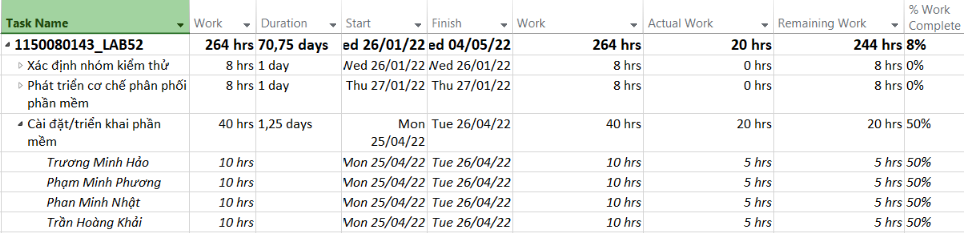 % Work
Task Name Work Duration Start Finish Work Actual Work Remaining Work Complete
1150080143_LAB52 264 hrs 70,75 days ed 26/01/22 ed 04/05/22 264 hrs 20 hrs 244 hrs 8%
Xác định nhóm kiểm thử 8 hrs 1 day Wed 26/01/22 Wed 26/01/22 8 hrs 0 hrs 8 hrs 0%
Phát triển cơ chế phân phối 8 hrs 1 day Thu 27/01/22 Thu 27/01/22 8 hrs 0 hrs 8 hrs 0%
phần mềm
Cài đặt/triển khai phần 40 hrs 1,25 days Mon Tue 26/04/22 40 hrs 20 hrs 20 hrs 50%
mềm 25/04/22
Trương Minh Hảo 10 hrs Mon 25/04/22 Tue 26/04/22 10 hrs 5 hrs 5 hrs 50%
Phạm Minh Phương 10 hrs Mon 25/04/22 Tue 26/04/22 10 hrs 5 hrs 5 hrs 50%
Phan Minh Nhật 10 hrs Mon 25/04/22 Tue 26/04/22 10 hrs 5 hrs 5 hrs 50%
Trần Hoàng Khải 10 hrs Mon 25/04/22 Tue 26/04/22 10 hrs 5 hrs 5 hrs 50%